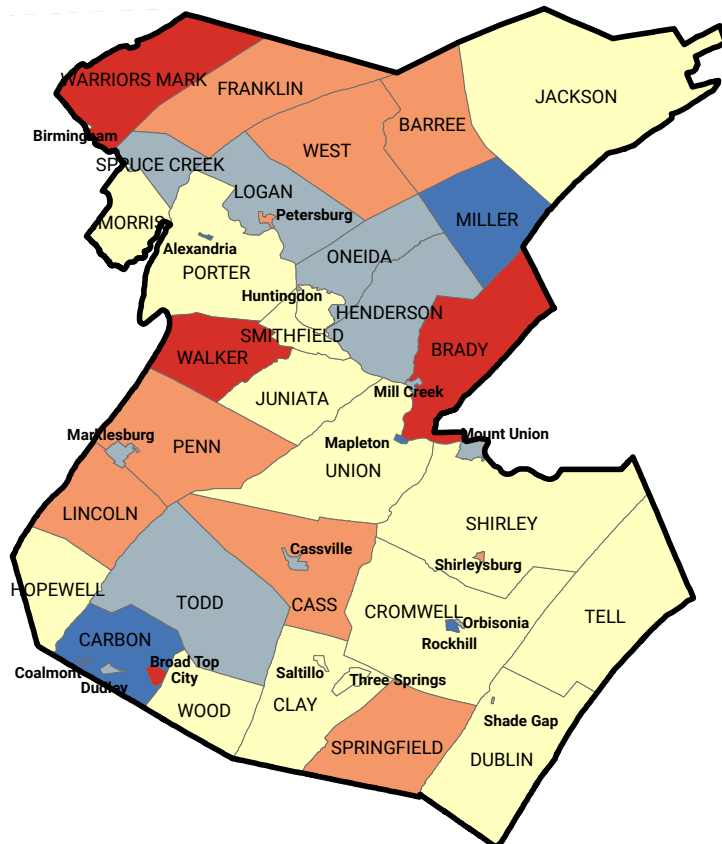 WARRIORS MARK
FRANKLIN
JACKSON
BARREE
Birmingham
WEST
SPRUCE CREEK
LOGAN
Petersburg
MILLER
MORRIS
Alexandria
ONEIDA
PORTER
Huntingdon
HENDERSON
SMITHFIELD
BRADY
WALKER
Mill Creek
JUNIATA
Marklesburg
Mount Union
PENN
Mapleton
UNION
LINCOLN
SHIRLEY
Cassville
Shirleysburg
HOPEWELL
TODD
CASS
CROMWELL
TELL
Orbisonia
CARBON
Rockhill
Coalmont
Broad Top
City
Saltillo
Dudley
Three Springs
WOOD
CLAY
Shade Gap
SPRINGFIELD
DUBLIN